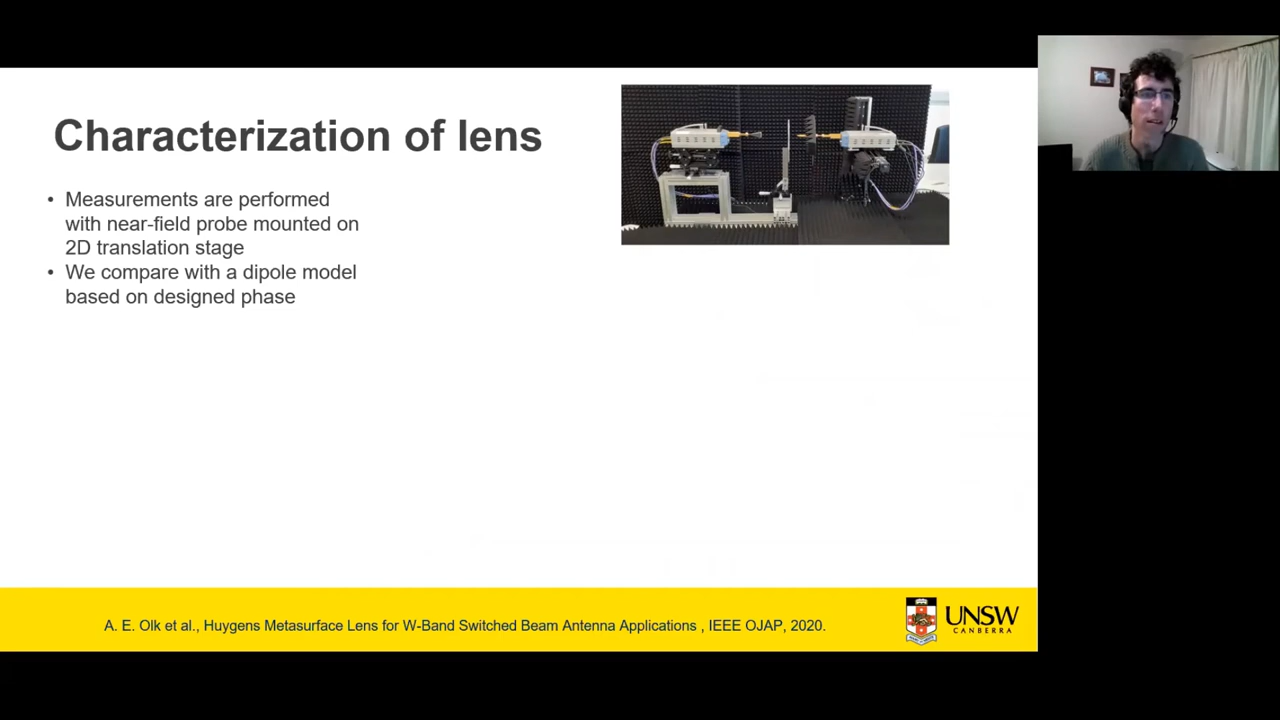 Characterization of lens
• Measurements are performed
with near-field probe mounted on
2D translation stage
• We compare with a dipole model
based on designed phase
A. E. Olk et al., Huygens Metasurface Lens for W-Band Switched Beam Antenna Applications , IEEE OJAP, 2020.
UNSW
CANBERRA